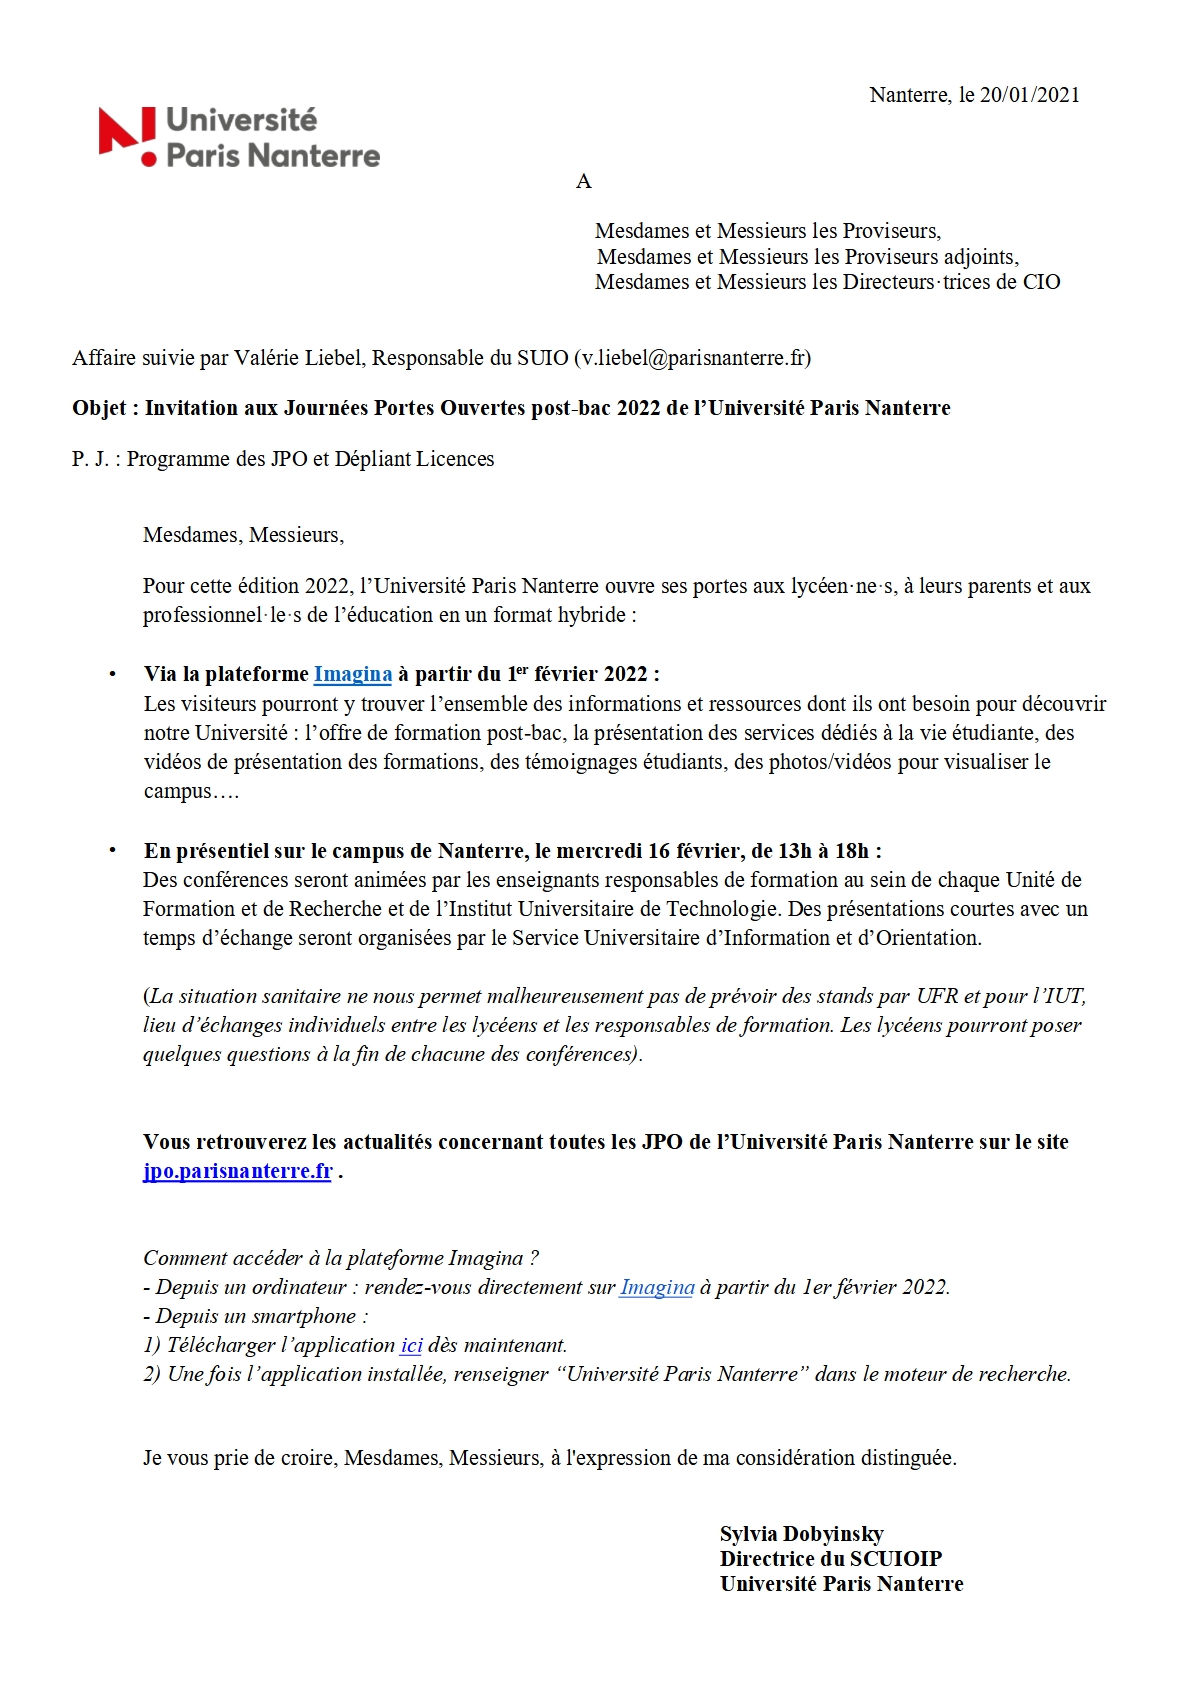 Nanterre, le 20/01/2021
Université
Paris Nanterre
A
Mesdames et Messieurs les Proviseurs,
Mesdames et Messieurs les Proviseurs adjoints,
Mesdames et Messieurs les Directeurs·trices de CIO
Affaire suivie par Valérie Liebel, Responsable du SUIO (v.liebel@parisnanterre.fr)
Objet : Invitation aux Journées Portes Ouvertes post-bac 2022 de l’Université Paris Nanterre
P. J. : Programme des JPO et Dépliant Licences
Mesdames, Messieurs,
Pour cette édition 2022, l’Université Paris Nanterre ouvre ses portes aux lycéen·ne·s, à leurs parents et aux
professionnel·le·s de l’éducation en un format hybride :
• Via la plateforme Imagina à partir du 1er février 2022 :
Les visiteurs pourront y trouver l’ensemble des informations et ressources dont ils ont besoin pour découvrir
notre Université : l’offre de formation post-bac, la présentation des services dédiés à la vie étudiante, des
vidéos de présentation des formations, des témoignages étudiants, des photos/vidéos pour visualiser le
campus….
• En présentiel sur le campus de Nanterre, le mercredi 16 février, de 13h à 18h :
Des conférences seront animées par les enseignants responsables de formation au sein de chaque Unité de
Formation et de Recherche et de l’Institut Universitaire de Technologie. Des présentations courtes avec un
temps d’échange seront organisées par le Service Universitaire d’Information et d’Orientation.
(La situation sanitaire ne nous permet malheureusement pas de prévoir des stands par UFR et pour l’IUT,
lieu d’échanges individuels entre les lycéens et les responsables de formation. Les lycéens pourront poser
quelques questions à la fin de chacune des conférences).
Vous retrouverez les actualités concernant toutes les JPO de l’Université Paris Nanterre sur le site
jpo.parisnanterre.fr .
Comment accéder à la plateforme Imagina ?
- Depuis un ordinateur : rendez-vous directement sur Imagina à partir du 1er février 2022.
- Depuis un smartphone :
1) Télécharger l’application ici dès maintenant.
2) Une fois l’application installée, renseigner “Université Paris Nanterre” dans le moteur de recherche.
Je vous prie de croire, Mesdames, Messieurs, à l'expression de ma considération distinguée.
Sylvia Dobyinsky
Directrice du SCUIOIP
Université Paris Nanterre